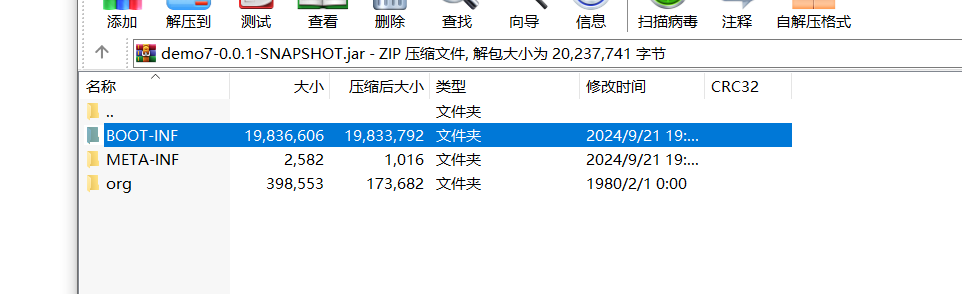 添加 解压到 测试 查看 删除 查找 向导 信息 扫描病毒 注释 自解压格式
demo7-0.0.1-SNAPSHOT.jar - ZIP 压缩文件, 解包大小为 20,237,741 字节
名称 大小 压缩后大小 类型 修改时间 CRC32
.. 文件夹
BOOT-INF 19,836,606 19,833,792 文件夹 2024/9/21 19:...
META-INF 2,582 1,016 文件夹 2024/9/21 19:...
org 398,553 173,682 文件夹 1980/2/1 0:00